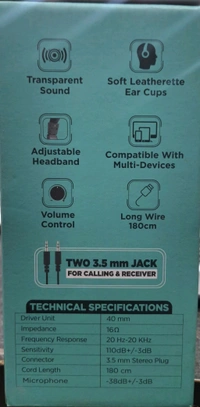 Transparent
Sound
Soft Leatherette
Ear Cups
Adjustable
Headband
Compatible With
Multi-Devices
Volume
Control
Long Wire
180cm
TWO 3.5 mm JACK
FOR CALLING & RECEIVER
TECHNICAL SPECIFICATIONS
Driver Unit 40 mm
Impedance 16Ω
Frequency Response 20 Hz-20 KHz
Sensitivity 110dB+/-3dB
Connector 3.5 mm Stereo Plug
Cord Length 180 cm
Microphone -38dB+/-3dB